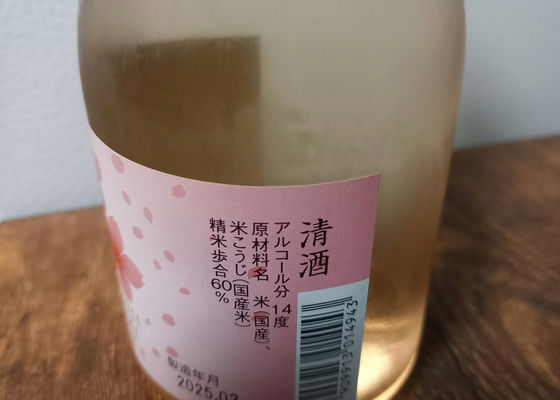 清酒
アルコール分 14度
原材料名 米(国産)、
米こうじ(国産米)
精米歩合60%
製造年月
2025.02
909913014943